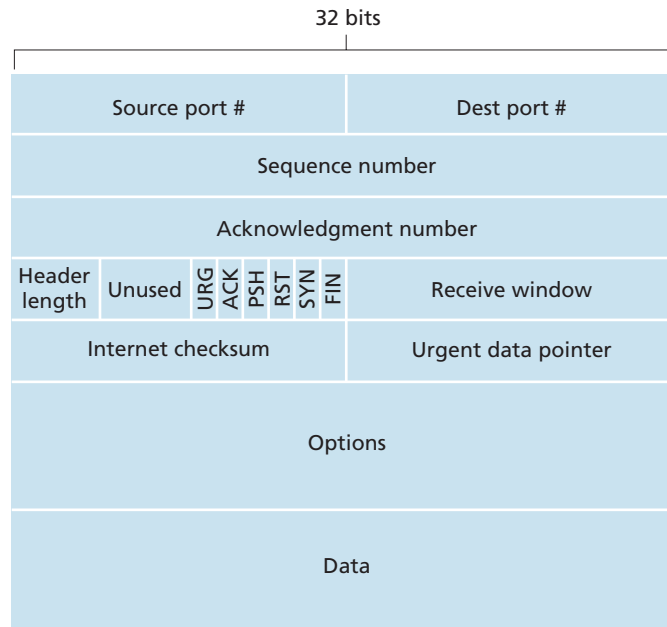 32 bits
Source port #
Dest port #
Sequence number
Acknowledgment number
Header
length
Unused
URG
ACK
PSH
RST
SYN
FIN
Receive window
Internet checksum
Urgent data pointer
Options
Data